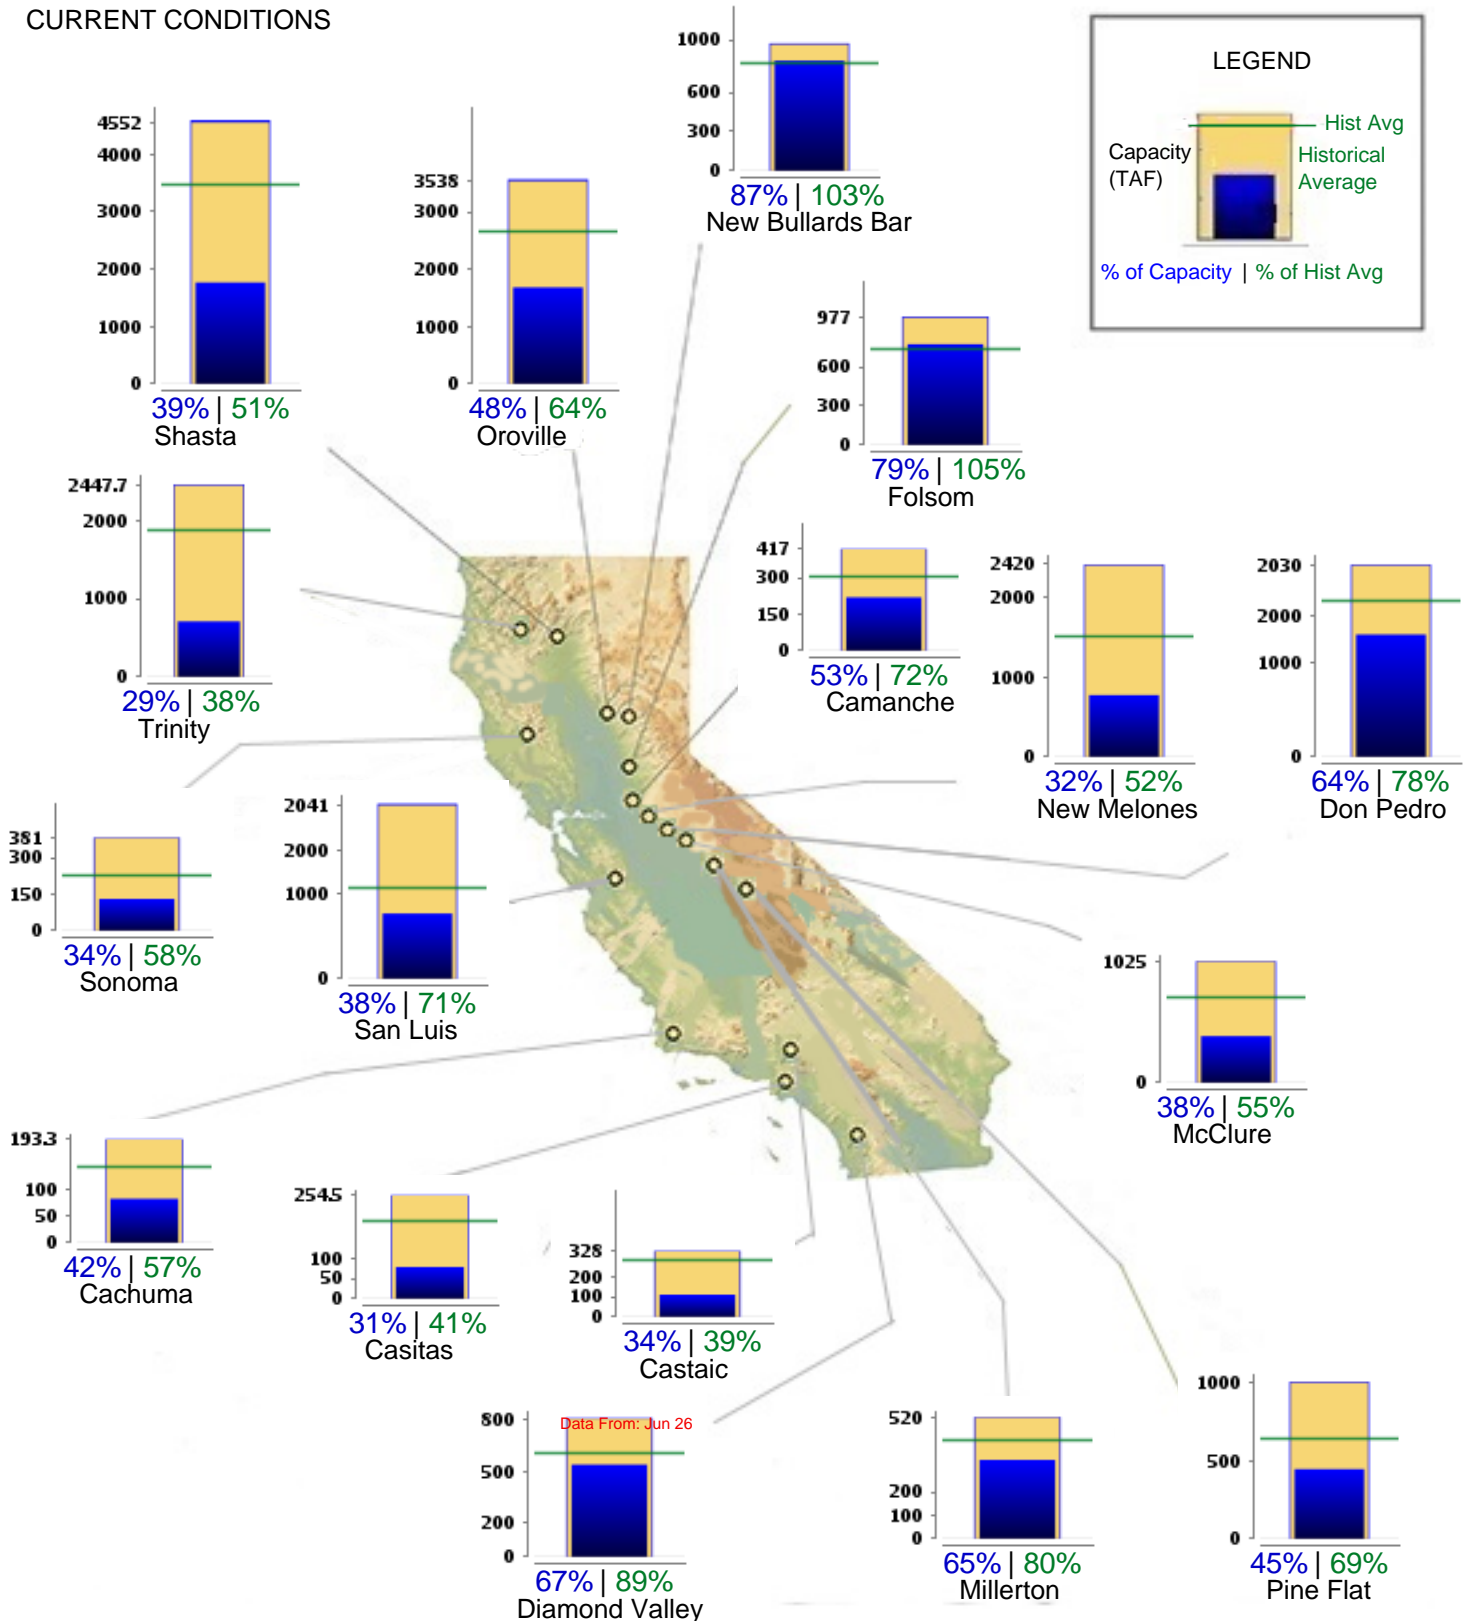 CURRENT CONDITIONS
LEGEND
Hist Avg
Capacity
(TAF)
Historical
Average
% of Capacity | % of Hist Avg
1000
600
300
0
87% | 103%
New Bullards Bar
4552
4000
3000
2000
1000
0
39% | 51%
Shasta
3538
3000
2000
1000
0
48% | 64%
Oroville
977
600
300
0
79% | 105%
Folsom
2447.7
2000
1000
0
29% | 38%
Trinity
417
300
150
0
53% | 72%
Camanche
2420
2000
1000
0
32% | 52%
New Melones
2030
2000
1000
0
64% | 78%
Don Pedro
381
300
150
0
34% | 58%
Sonoma
2041
2000
1000
0
38% | 71%
San Luis
1025
0
38% | 55%
McClure
193.3
100
50
0
42% | 57%
Cachuma
254.5
100
50
0
31% | 41%
Casitas
328
200
100
0
34% | 39%
Castaic
800
500
200
0
Data From: Jun 26
67% | 89%
Diamond Valley
520
200
100
0
65% | 80%
Millerton
1000
500
0
45% | 69%
Pine Flat